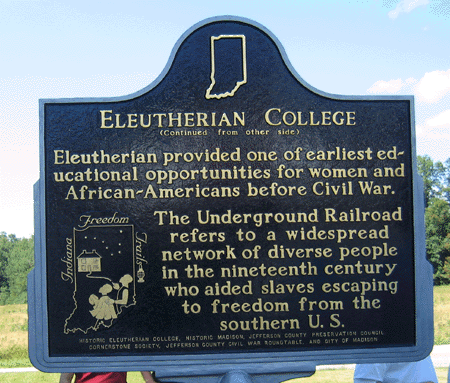 ELEUTHERIAN COLLEGE
(Continued from other side)
Eleutherian provided one of earliest ed-
ucational opportunities for women and
African-Americans before Civil War.
Indiana
Freedom
Trails
The Underground Railroad
refers to a widespread
network of diverse people
in the nineteenth century
who aided slaves escaping
to freedom from the
southern U. S.
HISTORIC ELEUTHERIAN COLLEGE, HISTORIC MADISON, JEFFERSON COUNTY PRESERVATION COUNCIL
CORNERSTONE SOCIETY, JEFFERSON COUNTY CIVIL WAR ROUNDTABLE, AND CITY OF MADISON